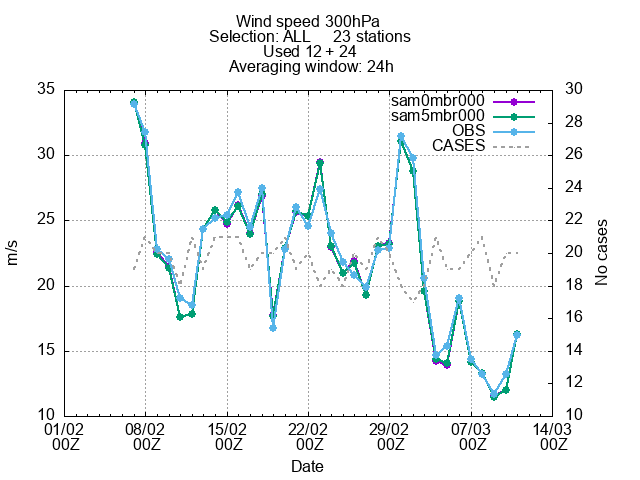 Wind speed 300hPa
Selection: ALL 23 stations
Used 12 + 24
Averaging window: 24h
sam0mbr000
sam5mbr000
OBS
CASES
m/s
35
30
25
20
15
10
No cases
30
28
26
24
22
20
18
16
14
12
10
01/02 08/02 15/02 22/02 29/02 07/03 14/03
00Z 00Z 00Z 00Z 00Z 00Z 00Z
Date